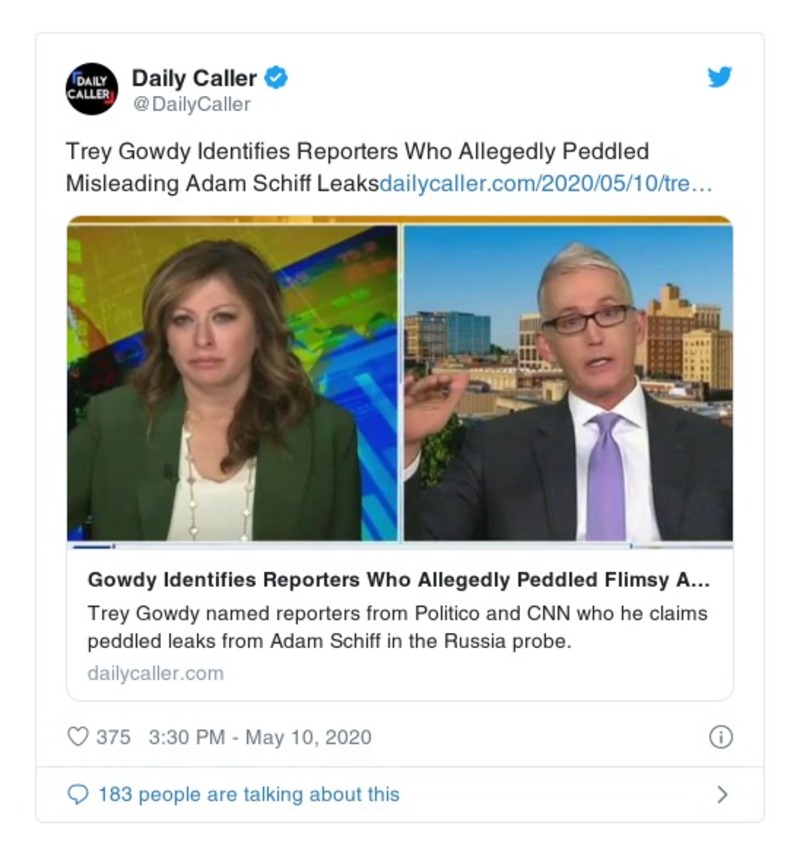 DAILY
CALLER
Daily Caller
@DailyCaller
Trey Gowdy Identifies Reporters Who Allegedly Peddled
Misleading Adam Schiff Leaksdailycaller.com/2020/05/10/tre…
Gowdy Identifies Reporters Who Allegedly Peddled Flimsy A...
Trey Gowdy named reporters from Politico and CNN who he claims
peddled leaks from Adam Schiff in the Russia probe.
dailycaller.com
375 3:30 PM - May 10, 2020
183 people are talking about this